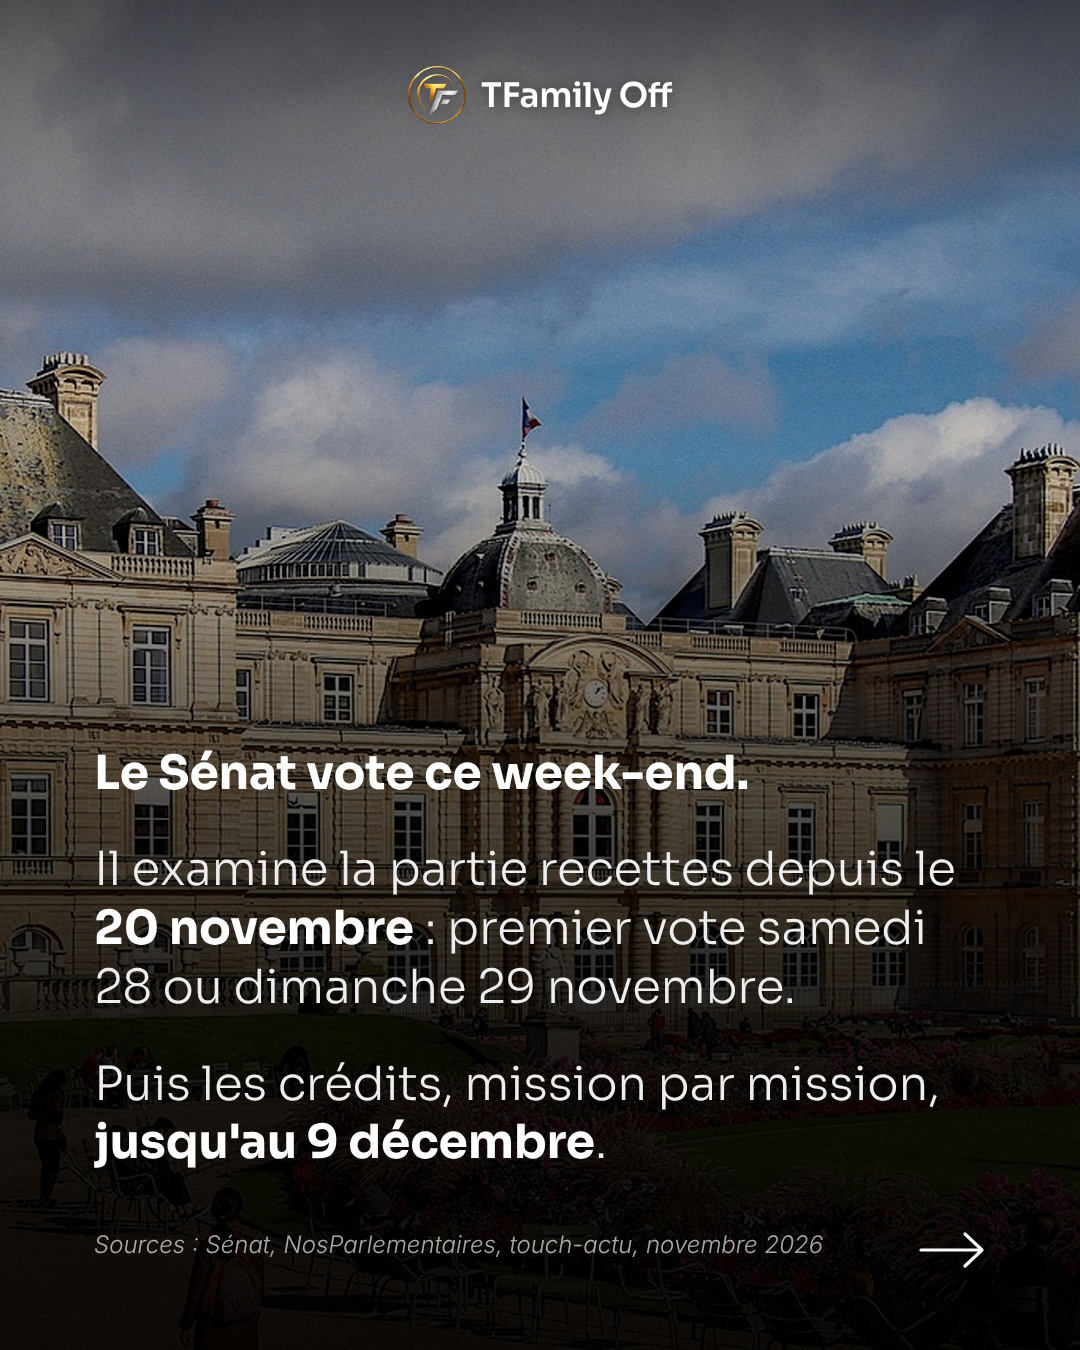 TFamily Off
Le Sénat vote ce week-end.
Il examine la partie recettes depuis le
20 novembre : premier vote samedi
28 ou dimanche 29 novembre.
Puis les crédits, mission par mission,
jusqu'au 9 décembre.
Sources : Sénat, NosParlementaires, touch-actu, novembre 2026